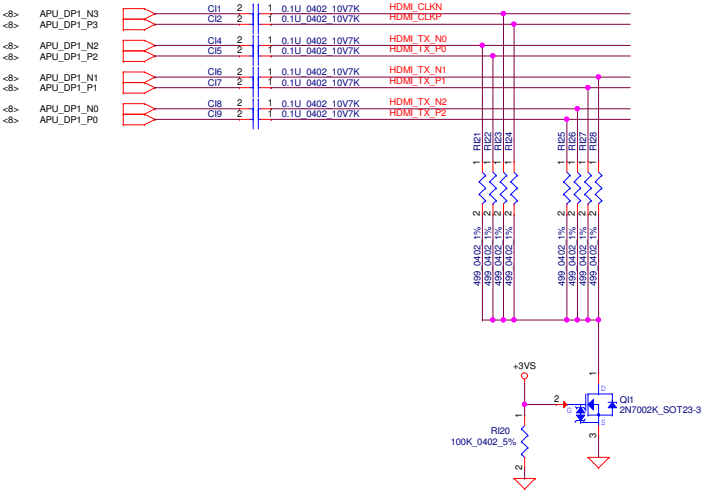 <8> APU_DP1_N3 CI1 2 1 0.1U_0402_10V7K HDMI_CLKN
<8> APU_DP1_P3 CI2 2 1 0.1U_0402_10V7K HDMI_CLKP
<8> APU_DP1_N2 CI4 2 1 0.1U_0402_10V7K HDMI_TX_N0
<8> APU_DP1_P2 CI5 2 1 0.1U_0402_10V7K HDMI_TX_P0
<8> APU_DP1_N1 CI6 2 1 0.1U_0402_10V7K HDMI_TX_N1
<8> APU_DP1_P1 CI7 2 1 0.1U_0402_10V7K HDMI_TX_P1
<8> APU_DP1_N0 CI8 2 1 0.1U_0402_10V7K HDMI_TX_N2
<8> APU_DP1_P0 CI9 2 1 0.1U_0402_10V7K HDMI_TX_P2
RI21 RI22 RI23 RI24 RI25 RI26 RI27 RI28
1 1 1 1 1 1 1 1
2 2 2 2 2 2 2 2
499_0402_1% 499_0402_1% 499_0402_1% 499_0402_1% 499_0402_1% 499_0402_1% 499_0402_1% 499_0402_1%
+3VS
1
D
2
G
QI1
2N7002K_SOT23-3
S
3
1
RI20
100K_0402_5%
2